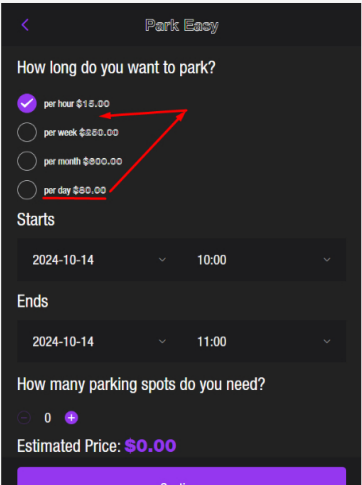 Park Easy
How long do you want to park?
per hour $15.00
per week $250.00
per month $600.00
per day $80.00
Starts
2024-10-14 10:00
Ends
2024-10-14 11:00
How many parking spots do you need?
0
Estimated Price: $0.00